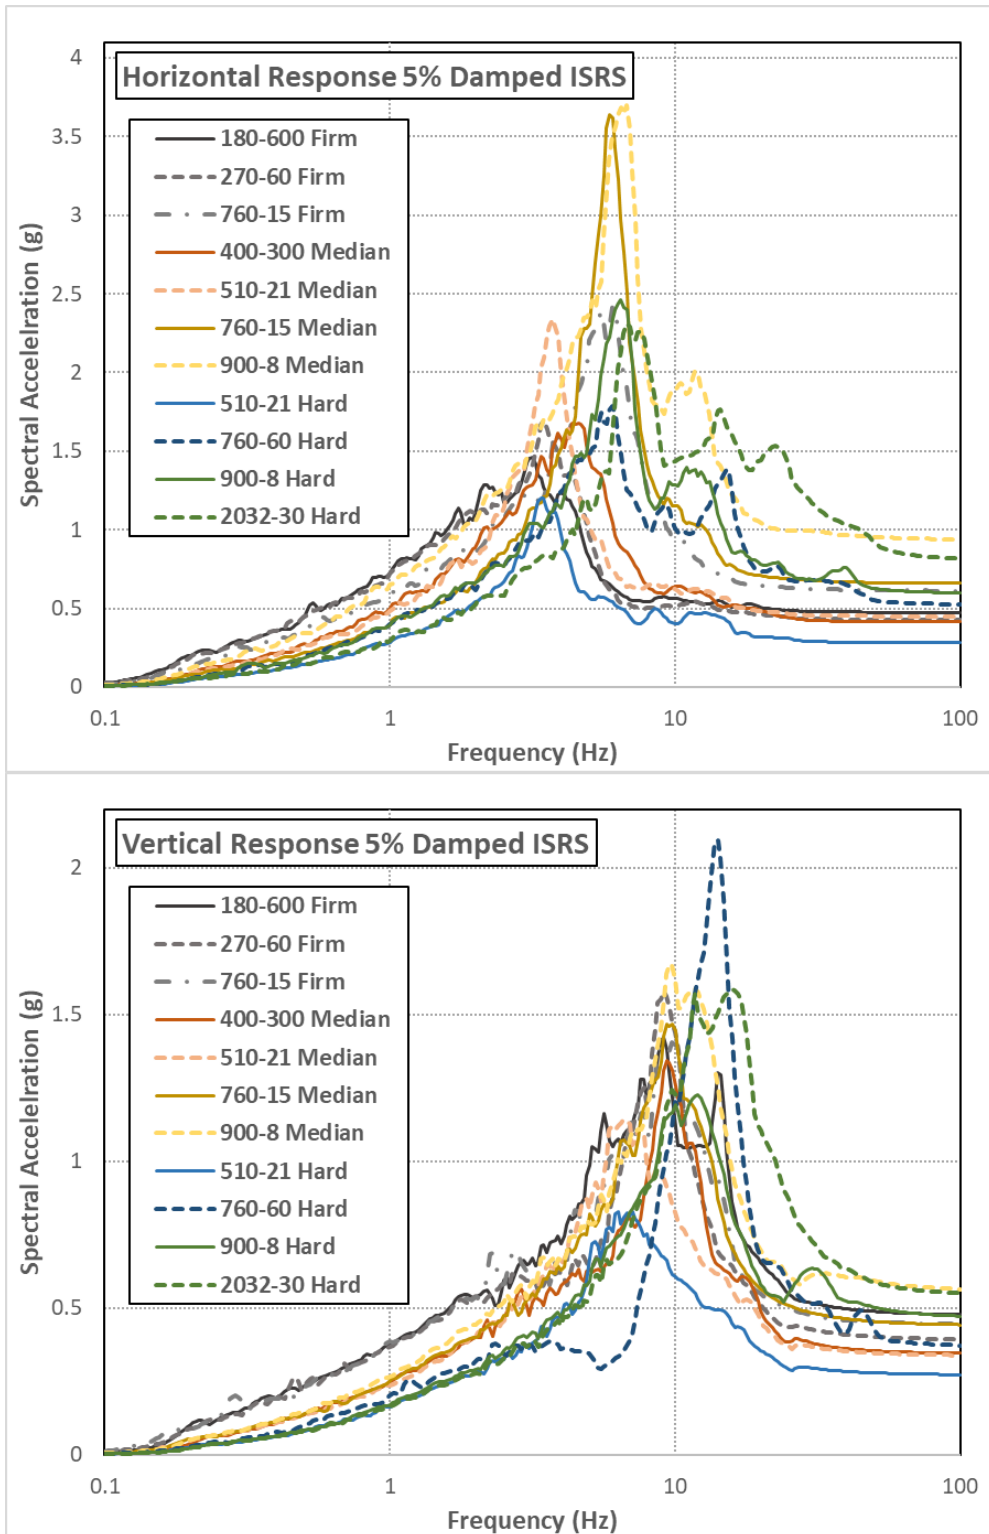 Horizontal Response 5% Damped ISRS
4
3.5
3
2.5
2
1.5
1
0.5
0
Spectral Accelelration (g)
180-600 Firm
270-60 Firm
760-15 Firm
400-300 Median
510-21 Median
760-15 Median
900-8 Median
510-21 Hard
760-60 Hard
900-8 Hard
2032-30 Hard
0.1 1 10 100
Frequency (Hz)
Vertical Response 5% Damped ISRS
2
1.5
1
0.5
0
Spectral Accelelration (g)
180-600 Firm
270-60 Firm
760-15 Firm
400-300 Median
510-21 Median
760-15 Median
900-8 Median
510-21 Hard
760-60 Hard
900-8 Hard
2032-30 Hard
0.1 1 10 100
Frequency (Hz)